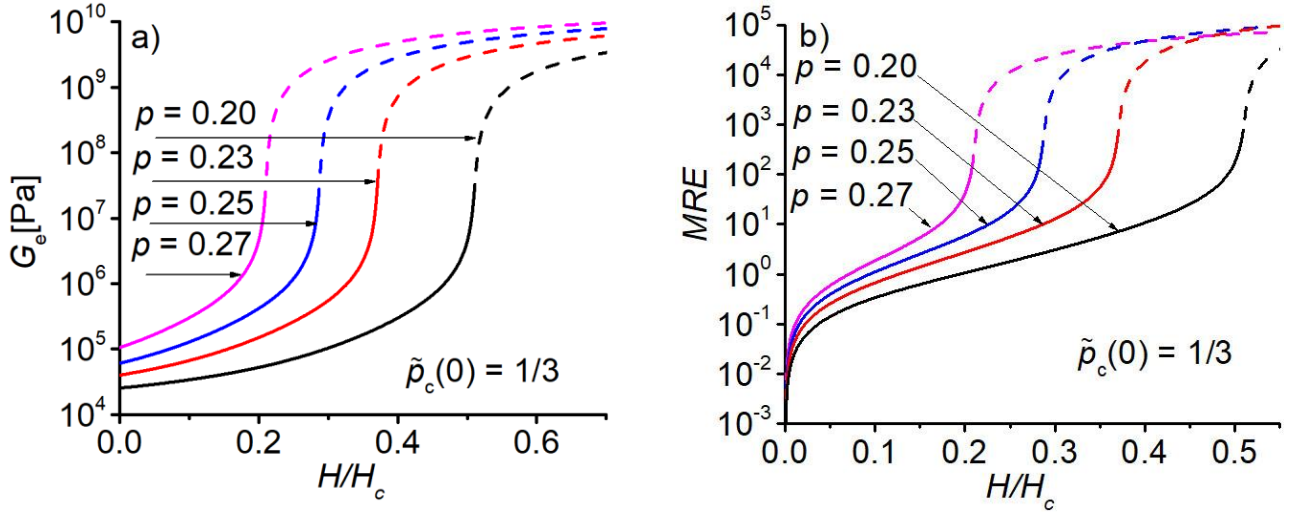 a)
10^10
10^9
10^8
10^7
10^6
10^5
10^4
G_e[Pa]
p = 0.20
p = 0.23
p = 0.25
p = 0.27
p̃_c(0) = 1/3
0.0 0.2 0.4 0.6
H/H_c
b)
10^5
10^4
10^3
10^2
10^1
10^0
10^-1
10^-2
10^-3
MRE
p = 0.20
p = 0.23
p = 0.25
p = 0.27
p̃_c(0) = 1/3
0.0 0.1 0.2 0.3 0.4 0.5
H/H_c